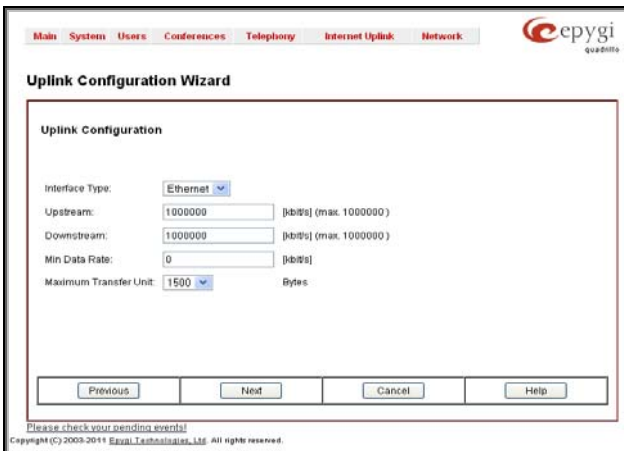 Main System Users Conferences Telephony Internet Uplink Network
epygi
quadrillo
Uplink Configuration Wizard
Uplink Configuration
Interface Type: Ethernet
Upstream: 1000000 [kbit/s] (max. 1000000 )
Downstream: 1000000 [kbit/s] (max. 1000000 )
Min Data Rate: 0 [kbit/s]
Maximum Transfer Unit: 1500 Bytes
Previous Next Cancel Help
Please check your pending events!
Copyright (C) 2003-2011 Epygi Technologies, Ltd. All rights reserved.